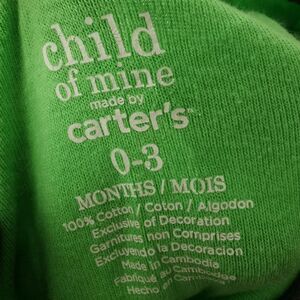 child
of mine
made by
carter's
0-3
MONTHS / MOIS
100% Cotton / Coton / Algodon
Exclusive of Decoration
Garnitures non Comprises
Excluyendo la Decoracion
Made in Cambodia
Fabriqué au Cambodge
Hecho en Camboya